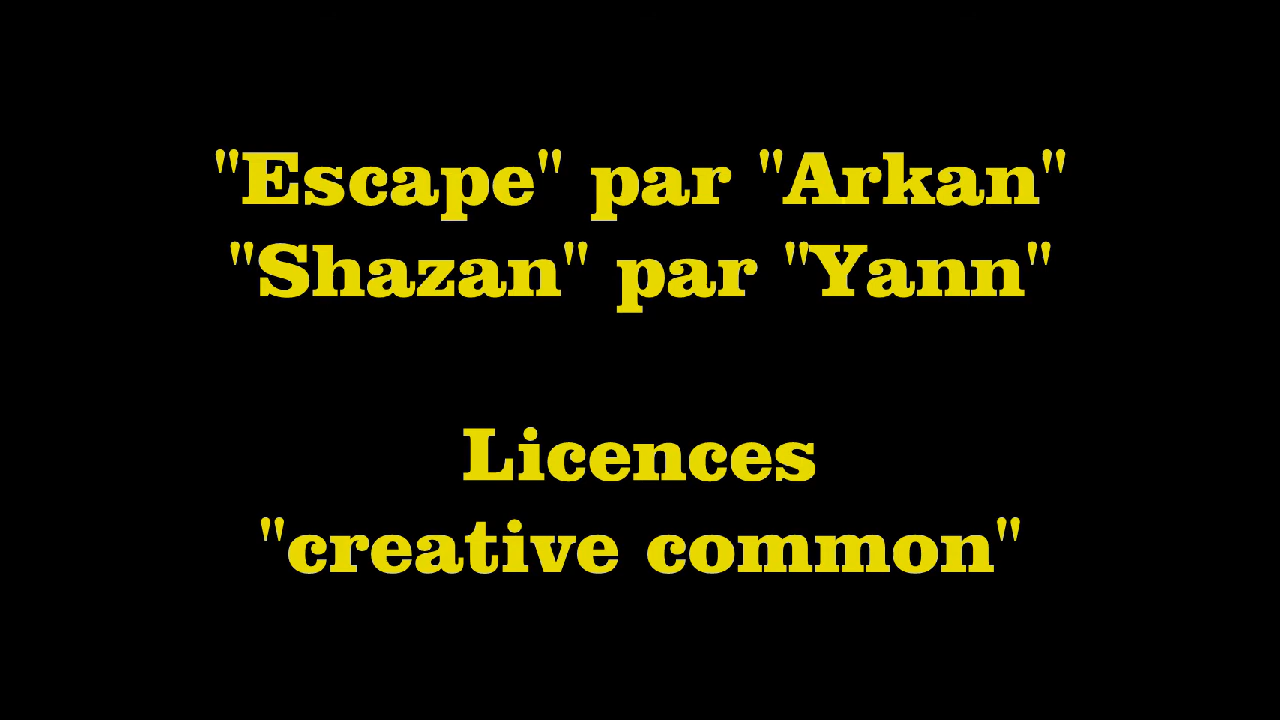 "Escape" par "Arkan"
"Shazan" par "Yann"
Licences
"creative common"